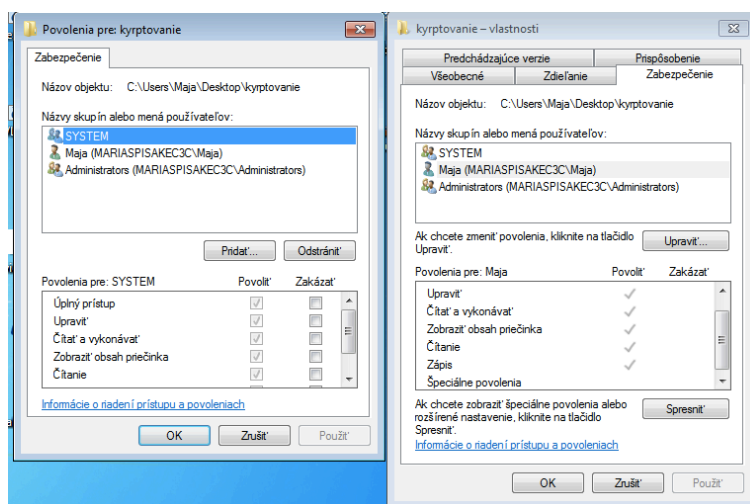 Povolenia pre: kyrptovanie
Zabezpečenie
Názov objektu: C:\Users\Maja\Desktop\kyrptovanie
Názvy skupín alebo mená používateľov:
SYSTEM
Maja (MARIASPISAKEC3C\Maja)
Administrators (MARIASPISAKEC3C\Administrators)
Pridať...
Odstrániť
Povolenia pre: SYSTEM Povoliť Zakázať
Úplný prístup
Upraviť
Čítať a vykonávať
Zobraziť obsah priečinka
Čítanie
Informácie o riadení prístupu a povoleniach
OK Zrušiť Použiť
kyrptovanie – vlastnosti
Predchádzajúce verzie Prispôsobenie
Všeobecné Zdieľanie Zabezpečenie
Názov objektu: C:\Users\Maja\Desktop\kyrptovanie
Názvy skupín alebo mená používateľov:
SYSTEM
Maja (MARIASPISAKEC3C\Maja)
Administrators (MARIASPISAKEC3C\Administrators)
Ak chcete zmeniť povolenia, kliknite na tlačidlo
Upraviť.
Upraviť...
Povolenia pre: Maja Povoliť Zakázať
Upraviť
Čítať a vykonávať
Zobraziť obsah priečinka
Čítanie
Zápis
Špeciálne povolenia
Ak chcete zobraziť špeciálne povolenia alebo
rozšírené nastavenie, kliknite na tlačidlo
Spresniť.
Spresniť
Informácie o riadení prístupu a povoleniach
OK Zrušiť Použiť